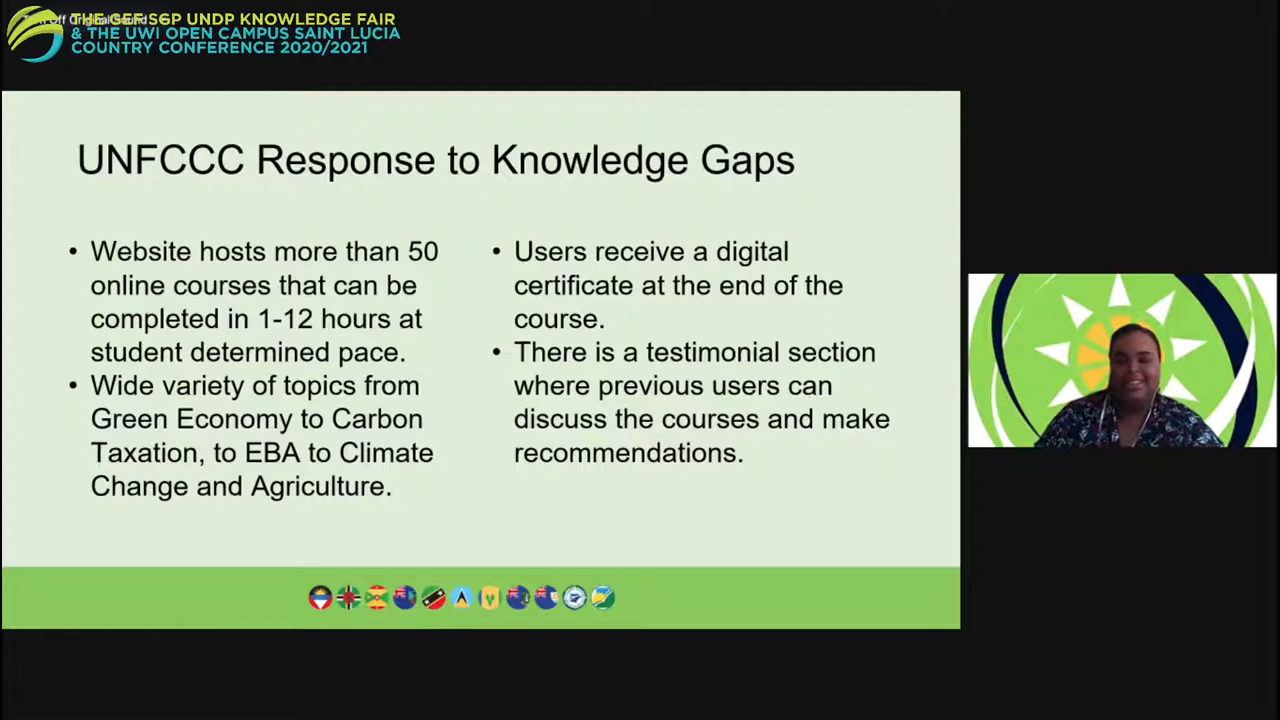 Turn Off Original Sound
THE GEF-SGP UNDP KNOWLEDGE FAIR
& THE UWI OPEN CAMPUS SAINT LUCIA
COUNTRY CONFERENCE 2020/2021
UNFCCC Response to Knowledge Gaps
• Website hosts more than 50
online courses that can be
completed in 1-12 hours at
student determined pace.
• Wide variety of topics from
Green Economy to Carbon
Taxation, to EBA to Climate
Change and Agriculture.
• Users receive a digital
certificate at the end of the
course.
• There is a testimonial section
where previous users can
discuss the courses and make
recommendations.